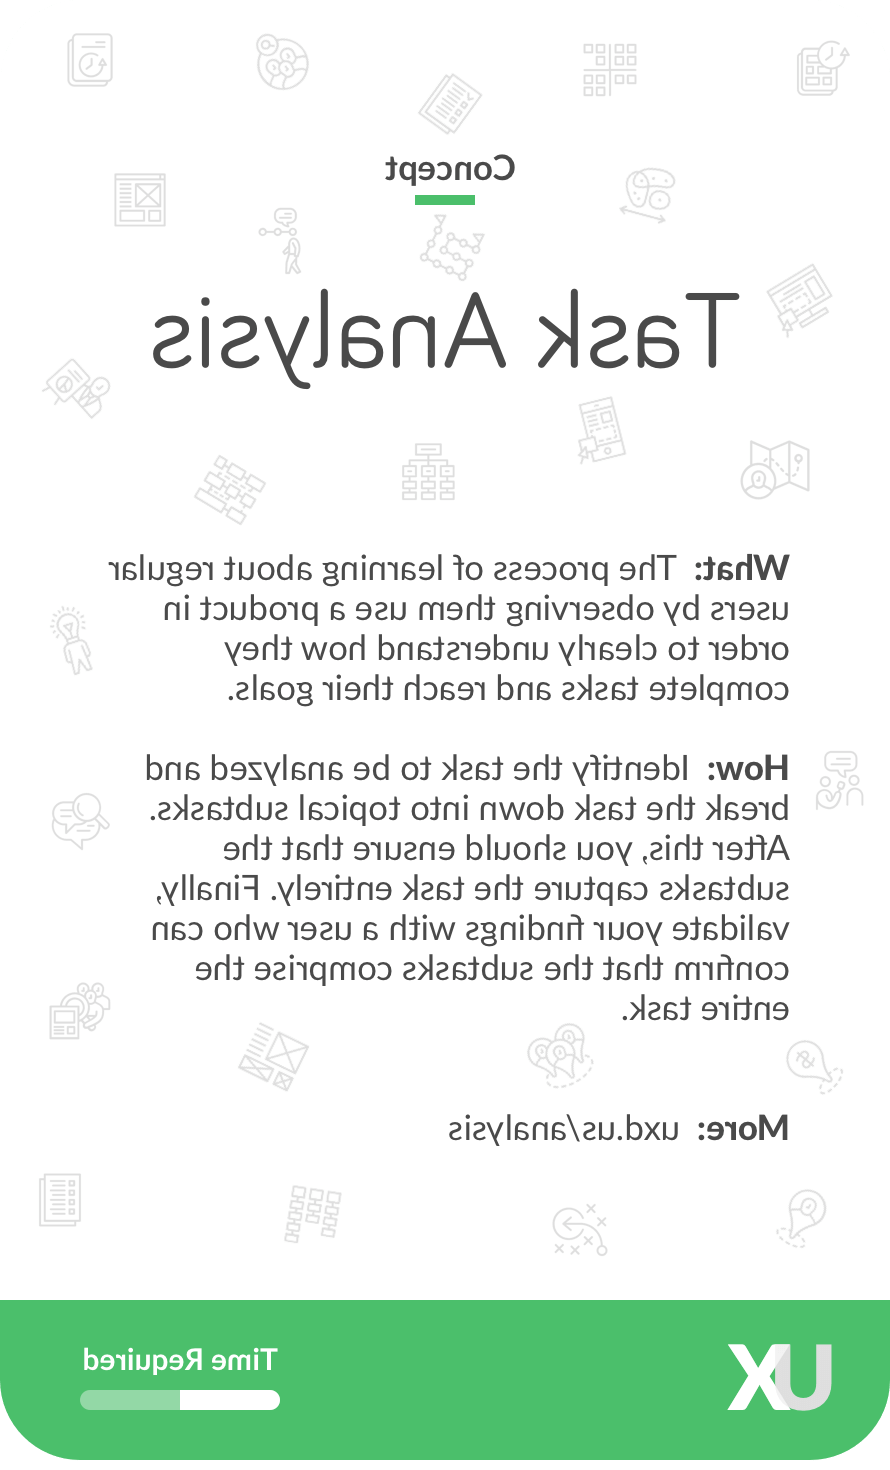 Concept
Task Analysis
What: The process of learning about regular
users by observing them use a product in
order to clearly understand how they
complete tasks and reach their goals.
How: Identify the task to be analyzed and
break the task down into topical subtasks.
After this, you should ensure that the
subtasks capture the task entirely. Finally,
validate your findings with a user who can
confirm that the subtasks comprise the
entire task.
More: uxd.us/analysis
UX
Time Required